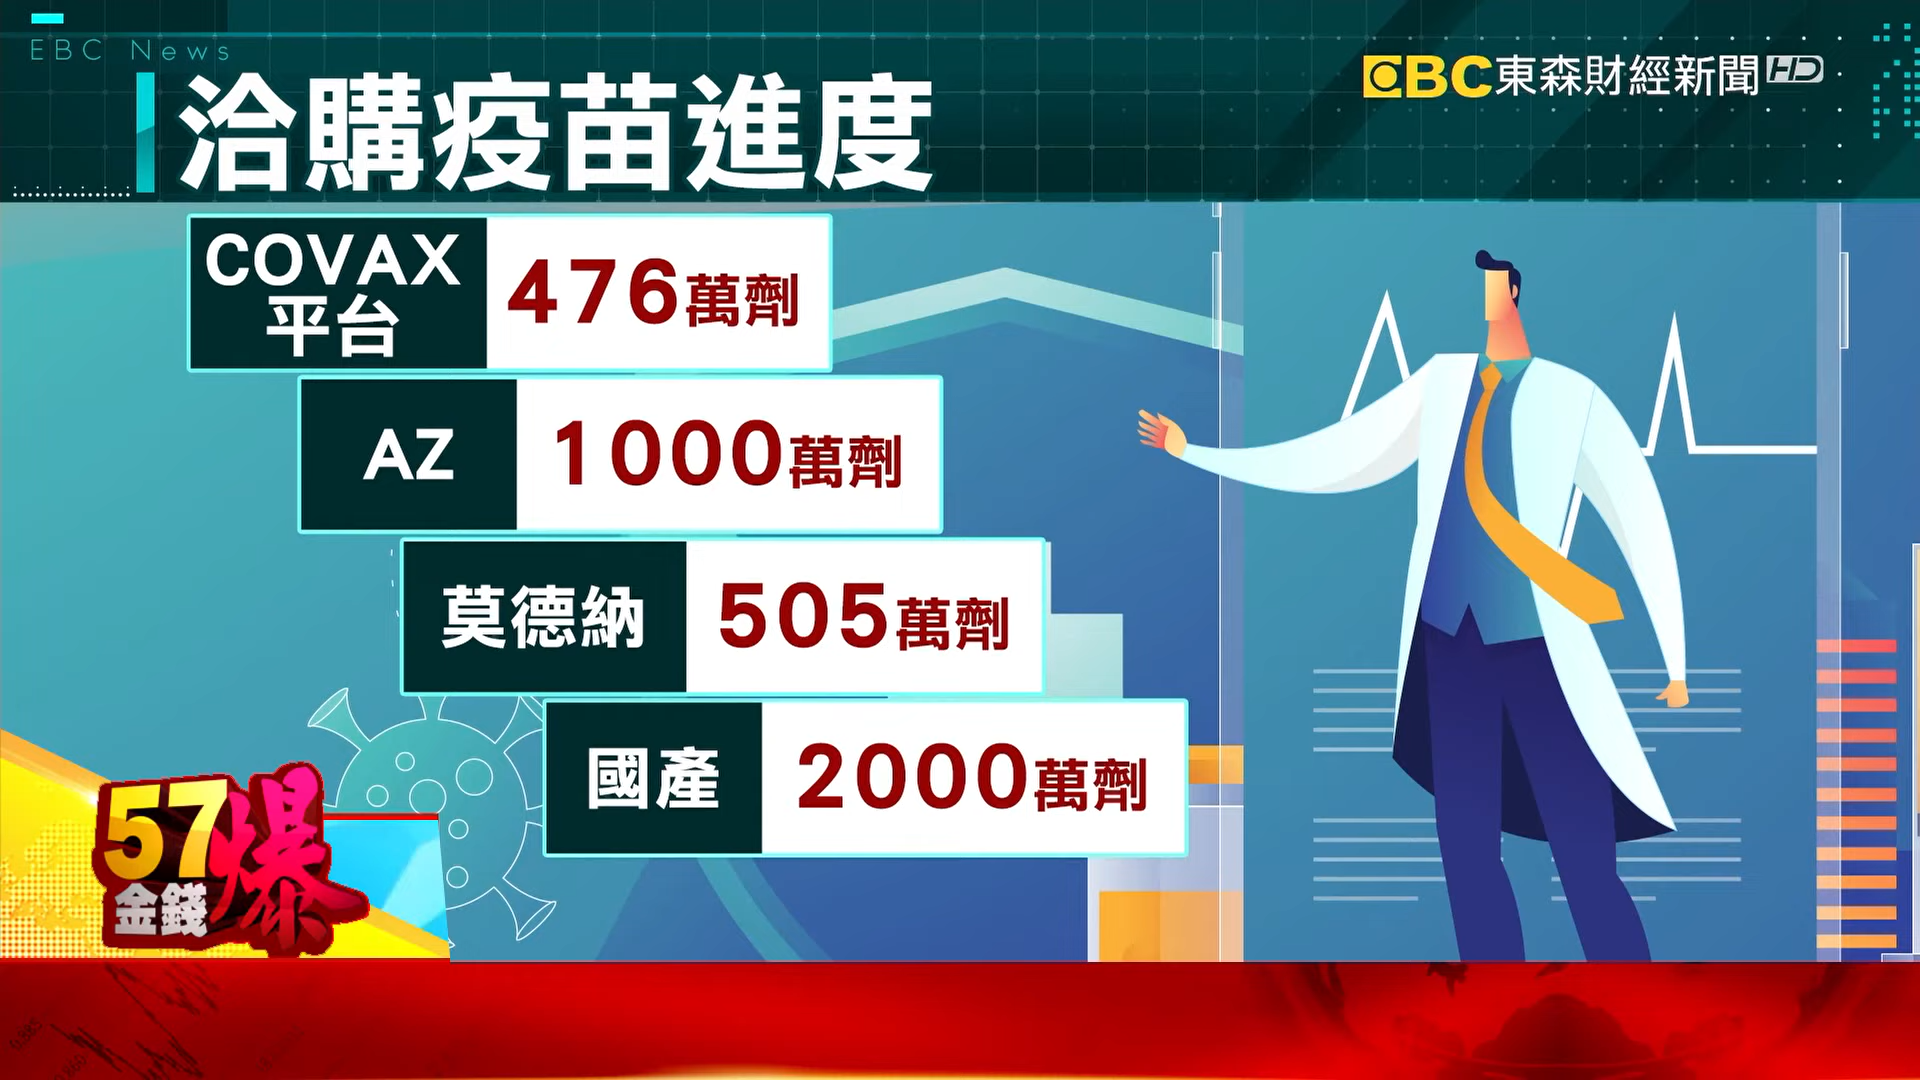 EBC News
洽購疫苗進度
EBC東森財經新聞HD
COVAX
平台
476萬劑
AZ
1000萬劑
莫德納
505萬劑
國產
2000萬劑
57爆
金錢